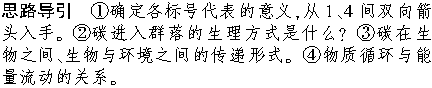 思路导引 ①确定各标号代表的意义,从1、4间双向箭
头入手。②碳进入群落的生理方式是什么? ③碳在生
物之间、生物与环境之间的传递形式。④物质循环与能
量流动的关系。